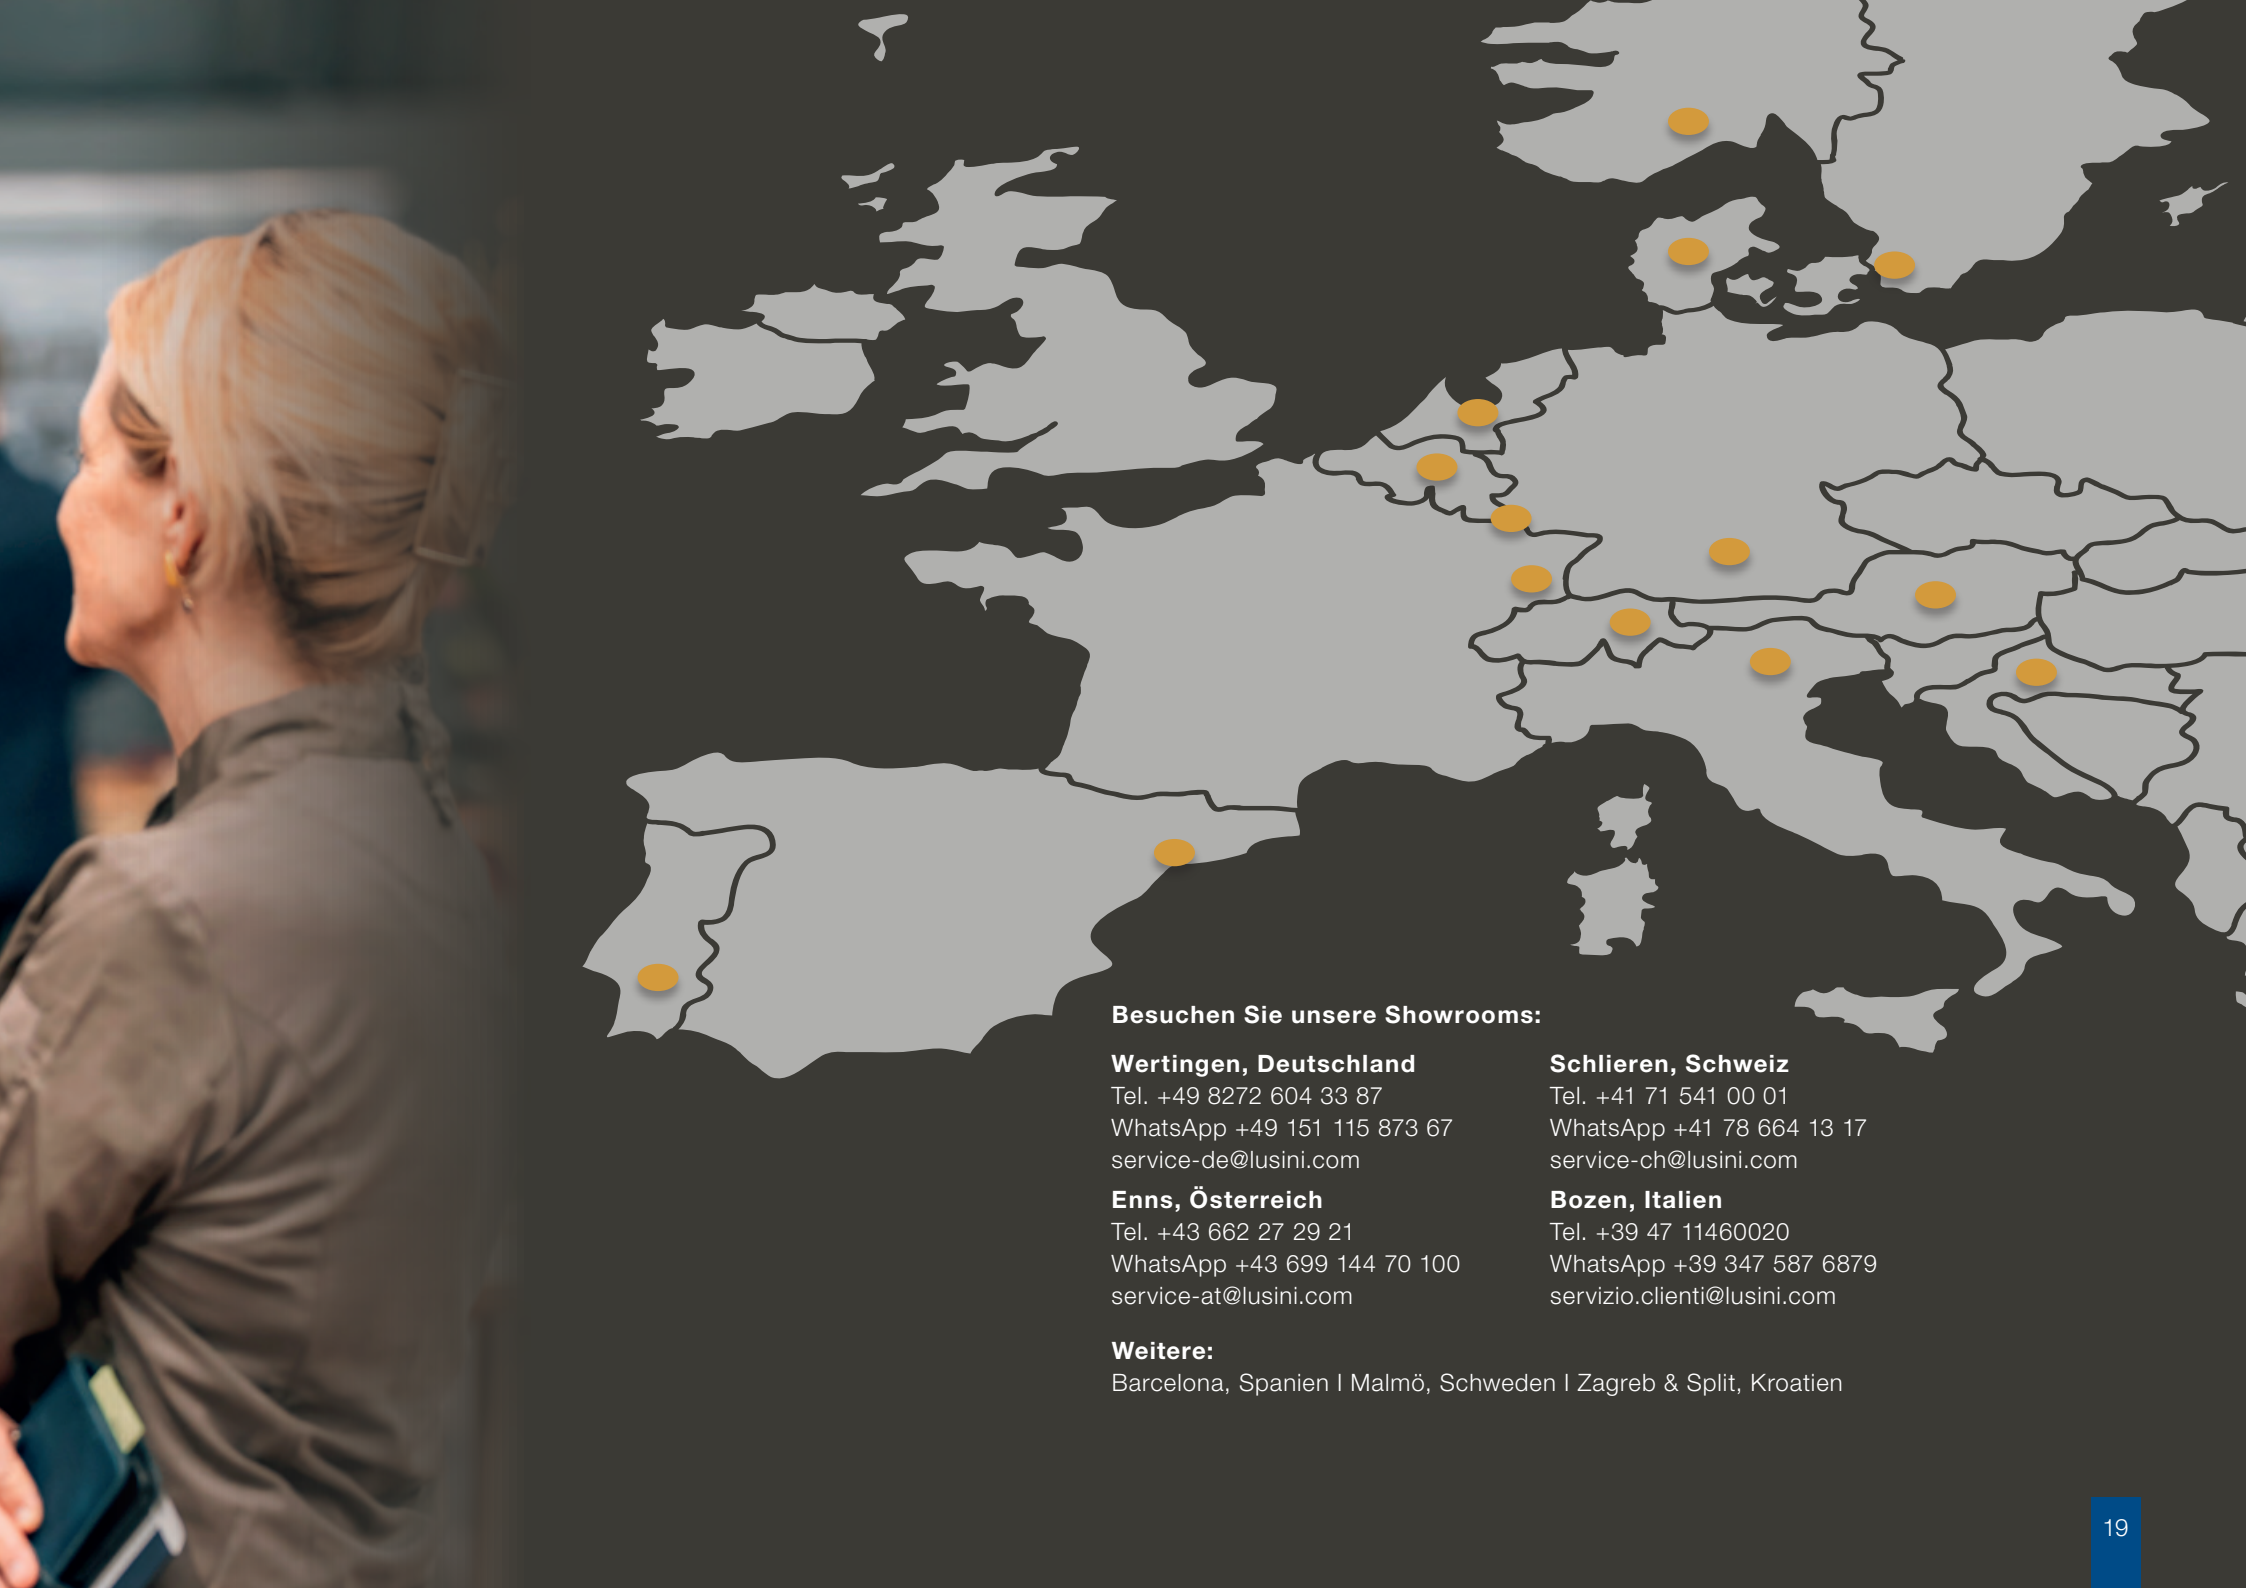 Besuchen Sie unsere Showrooms:
Wertingen, Deutschland
Tel. +49 8272 604 33 87
WhatsApp +49 151 115 873 67
service-de@lusini.com
Enns, Österreich
Tel. +43 662 27 29 21
WhatsApp +43 699 144 70 100
service-at@lusini.com
Schlieren, Schweiz
Tel. +41 71 541 00 01
WhatsApp +41 78 664 13 17
service-ch@lusini.com
Bozen, Italien
Tel. +39 47 11460020
WhatsApp +39 347 587 6879
servizio.clienti@lusini.com
Weitere:
Barcelona, Spanien I Malmö, Schweden I Zagreb & Split, Kroatien
19